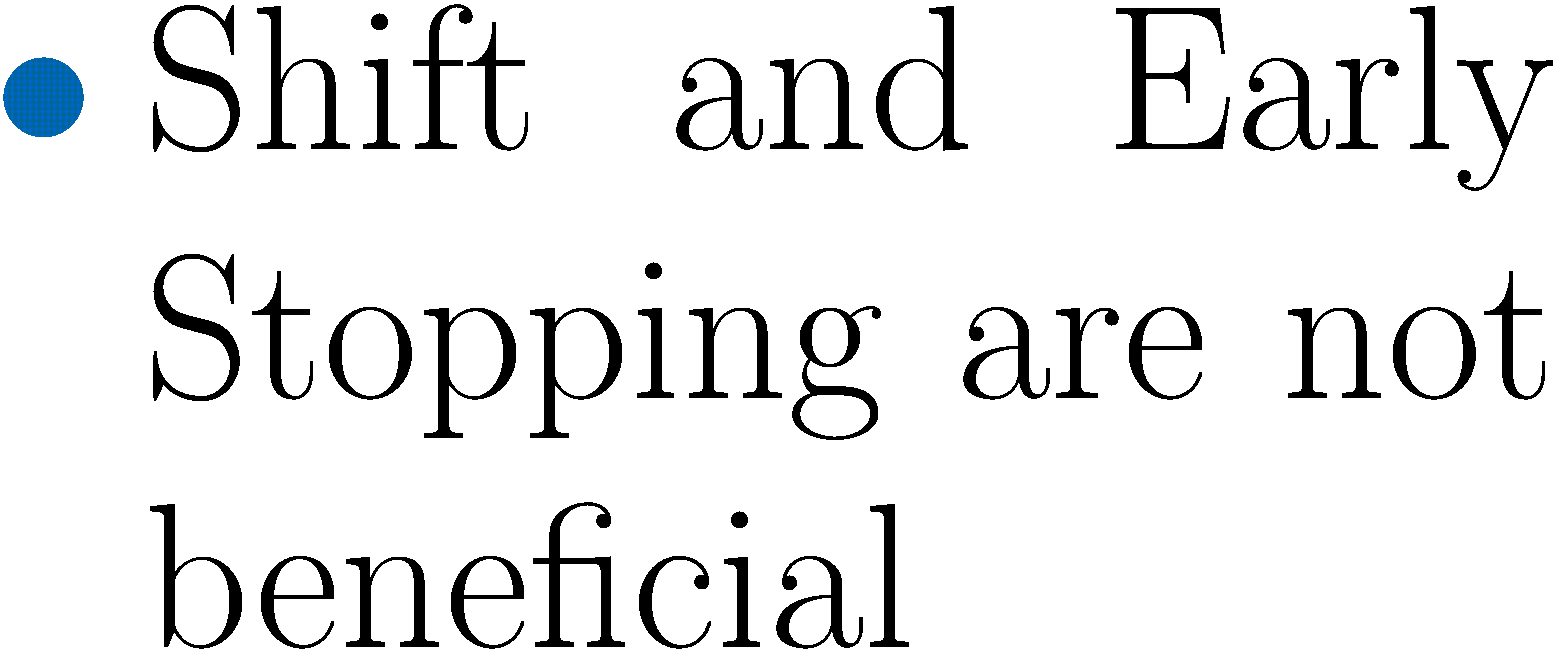 • Shift and Early
Stopping are not
beneficial